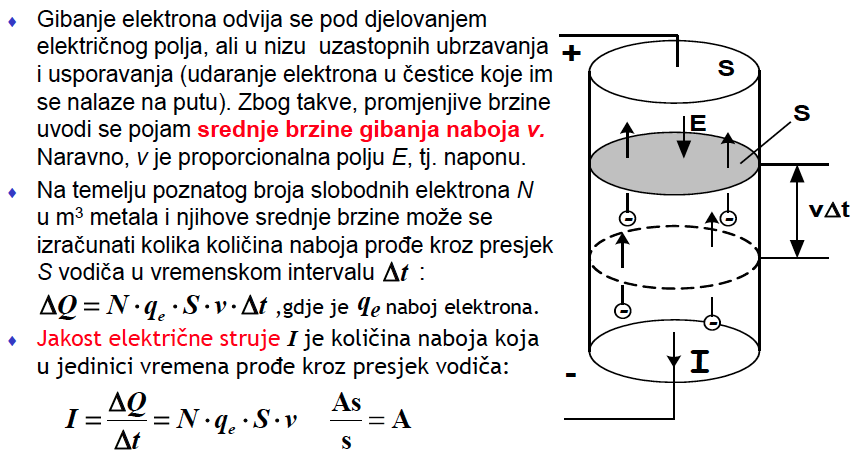 ♦ Gibanje elektrona odvija se pod djelovanjem
električnog polja, ali u nizu uzastopnih ubrzavanja
i usporavanja (udaranje elektrona u čestice koje im
se nalaze na putu). Zbog takve, promjenjive brzine
uvodi se pojam srednje brzine gibanja naboja v.
Naravno, v je proporcionalna polju E, tj. naponu.
♦ Na temelju poznatog broja slobodnih elektrona N
u m³ metala i njihove srednje brzine može se
izračunati kolika količina naboja prođe kroz presjek
S vodiča u vremenskom intervalu Δt :
ΔQ = N · qₑ · S · v · Δt ,gdje je qₑ naboj elektrona.
♦ Jakost električne struje I je količina naboja koja
u jedinici vremena prođe kroz presjek vodiča:
I = ΔQ/Δt = N · qₑ · S · v As/s = A
+
S
E
S
vΔt
-
-
-
-
I
-